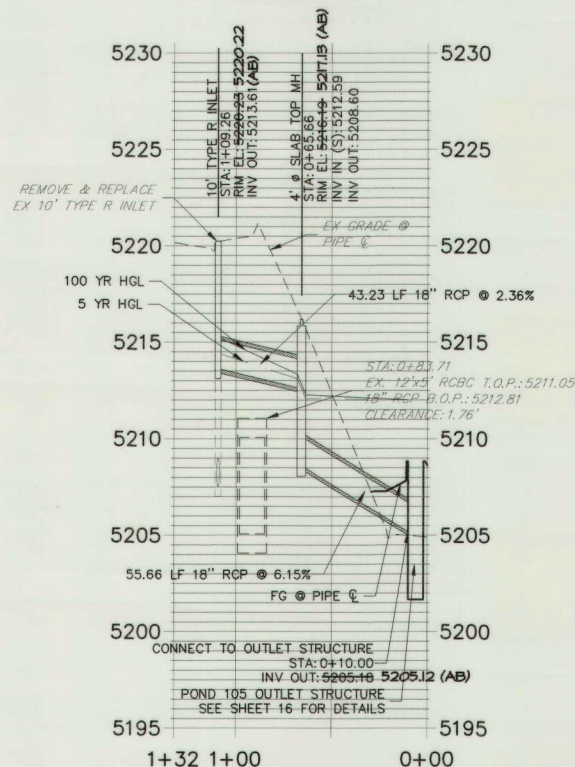 5230
5230
10' TYPE R INLET
STA: 1+09.26
RIM EL: 5220.23 5220.22
INV OUT: 5213.61 (AB)
4' ø SLAB TOP MH
STA: 0+65.66
RIM EL: 5216.19 5217.13 (AB)
INV IN (S): 5212.59
INV OUT: 5208.60
5225
5225
REMOVE & REPLACE
EX 10' TYPE R INLET
EX GRADE @
PIPE ℄
5220
5220
100 YR HGL
5 YR HGL
43.23 LF 18" RCP @ 2.36%
5215
5215
STA: 0+83.71
EX. 12'x5' RCBC T.O.P.: 5211.05
18" RCP B.O.P.: 5212.81
CLEARANCE: 1.76'
5210
5210
5205
5205
55.66 LF 18" RCP @ 6.15%
FG @ PIPE ℄
5200
5200
CONNECT TO OUTLET STRUCTURE
STA: 0+10.00
INV OUT: 5205.18 5205.12 (AB)
POND 105 OUTLET STRUCTURE
SEE SHEET 16 FOR DETAILS
5195
5195
1+32 1+00
0+00